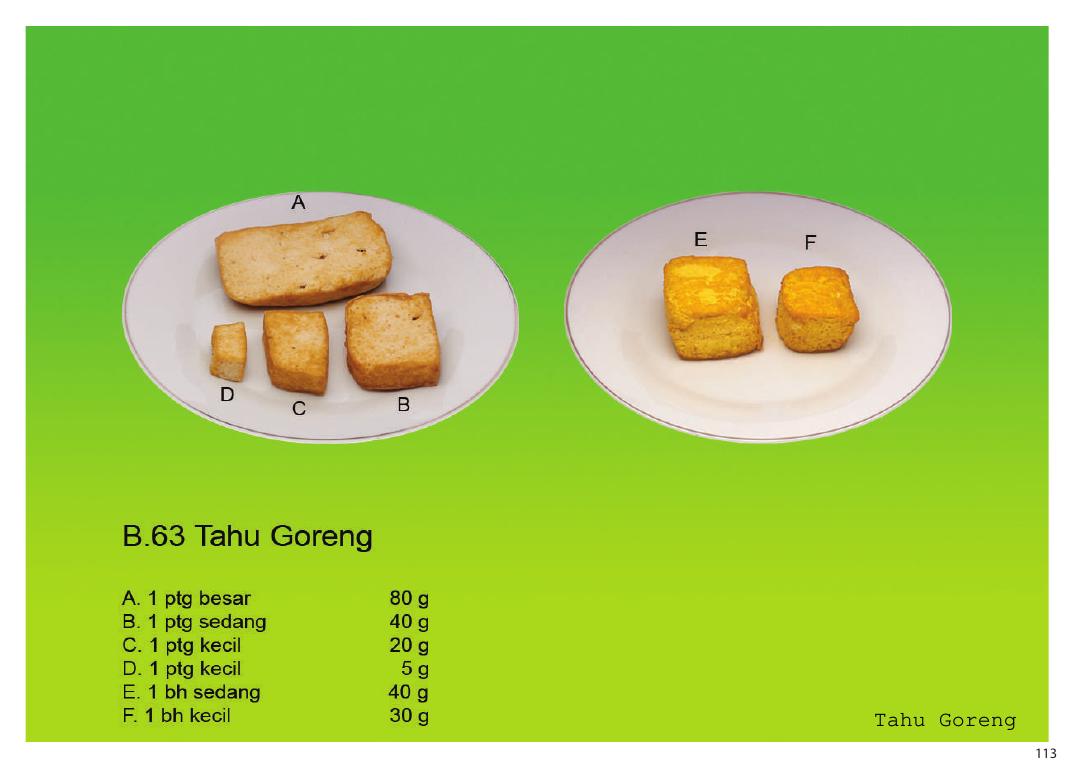 A
E
F
D
C
B
B.63 Tahu Goreng
A. 1 ptg besar 80 g
B. 1 ptg sedang 40 g
C. 1 ptg kecil 20 g
D. 1 ptg kecil 5 g
E. 1 bh sedang 40 g
F. 1 bh kecil 30 g
Tahu Goreng
113